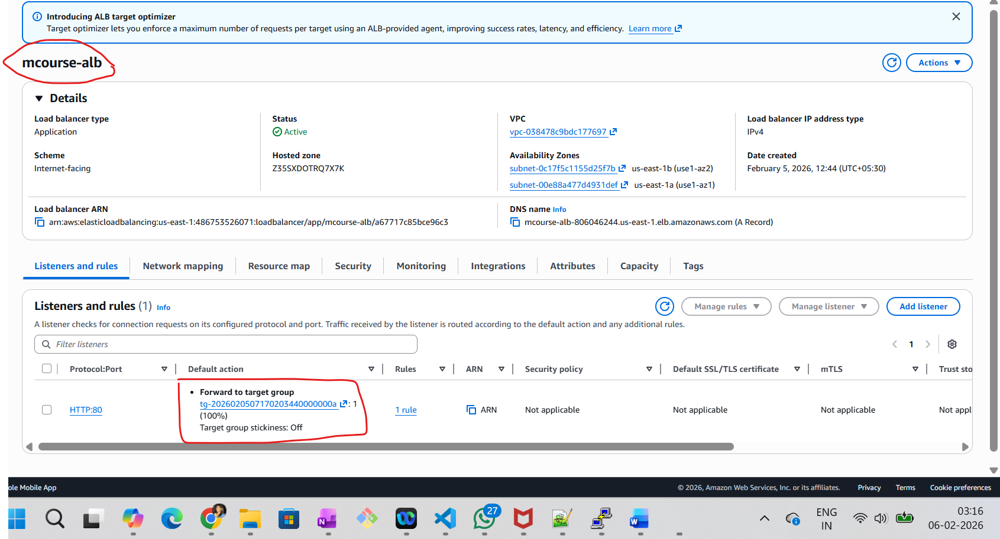 Introducing ALB target optimizer
Target optimizer lets you enforce a maximum number of requests per target using an ALB-provided agent, improving success rates, latency, and efficiency. Learn more
mcourse-alb
Actions
Details
Load balancer type
Application
Status
Active
VPC
vpc-038478c9bdc177697
Load balancer IP address type
IPv4
Scheme
Internet-facing
Hosted zone
Z35SXDOTRQ7X7K
Availability Zones
subnet-0c17f5c1155d25f7b us-east-1b (use1-az2)
subnet-00e88a477d4931def us-east-1a (use1-az1)
Date created
February 5, 2026, 12:44 (UTC+05:30)
Load balancer ARN
arn:aws:elasticloadbalancing:us-east-1:486753526071:loadbalancer/app/mcourse-alb/a67717c85bce96c3
DNS name Info
mcourse-alb-806046244.us-east-1.elb.amazonaws.com (A Record)
Listeners and rules Network mapping Resource map Security Monitoring Integrations Attributes Capacity Tags
Listeners and rules (1) Info
Manage rules Manage listener Add listener
A listener checks for connection requests on its configured protocol and port. Traffic received by the listener is routed according to the default action and any additional rules.
Filter listeners
1
Protocol:Port Default action Rules ARN Security policy Default SSL/TLS certificate mTLS Trust sto
HTTP:80
• Forward to target group
tg-20260205071702034400000000a : 1
(100%)
Target group stickiness: Off
1 rule
ARN
Not applicable
Not applicable
Not applicable
Not appl
ole Mobile App
© 2026, Amazon Web Services, Inc. or its affiliates. Privacy Terms Cookie preferences
27
N
W
ENG
IN
03:16
06-02-2026